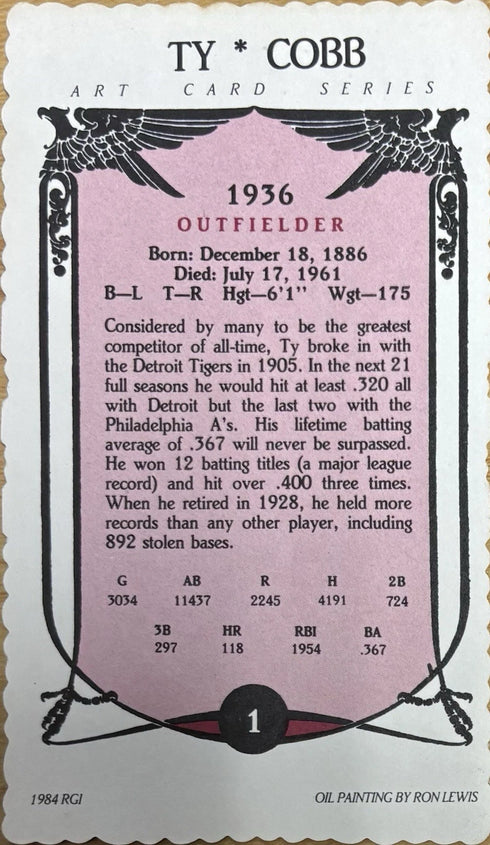 TY * COBB
ART CARD SERIES
1936
OUTFIELDER
Born: December 18, 1886
Died: July 17, 1961
B—L T—R Hgt—6'1'' Wgt—175
Considered by many to be the greatest
competitor of all-time, Ty broke in with
the Detroit Tigers in 1905. In the next 21
full seasons he would hit at least .320 all
with Detroit but the last two with the
Philadelphia A's. His lifetime batting
average of .367 will never be surpassed.
He won 12 batting titles (a major league
record) and hit over .400 three times.
When he retired in 1928, he held more
records than any other player, including
892 stolen bases.
G AB R H 2B
3034 11437 2245 4191 724
3B HR RBI BA
297 118 1954 .367
1
1984 RGI OIL PAINTING BY RON LEWIS